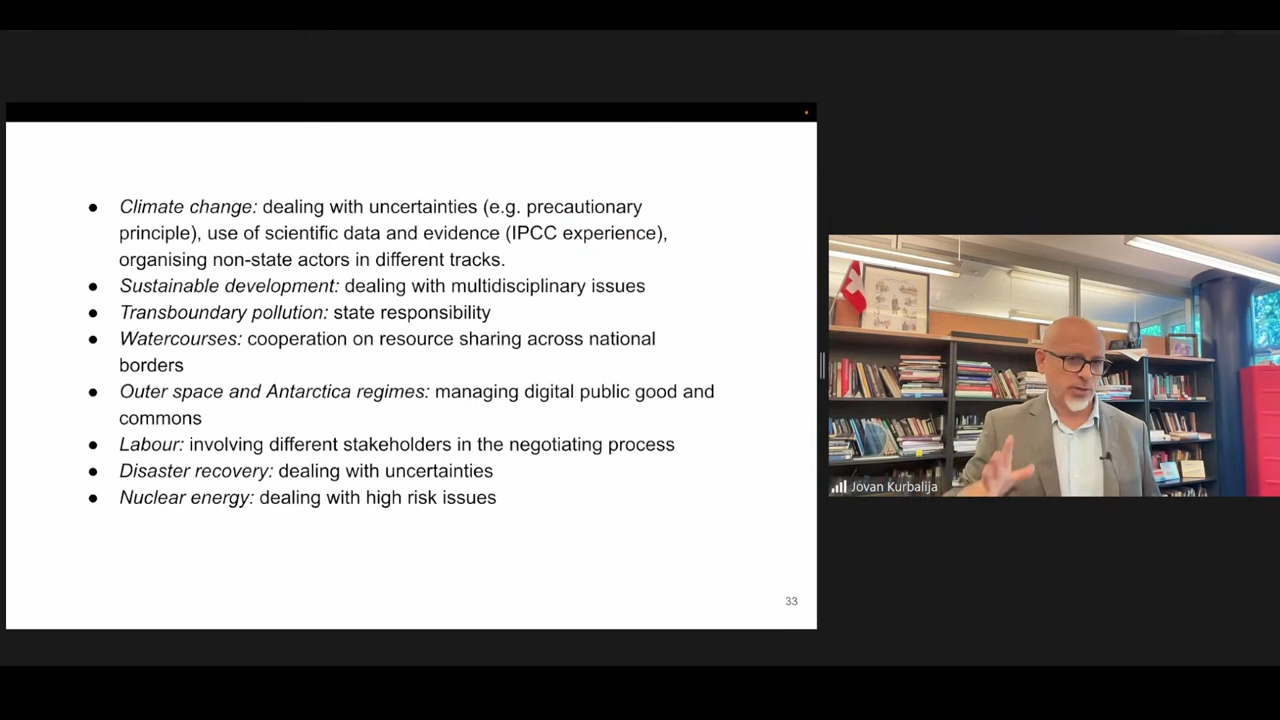 ● Climate change: dealing with uncertainties (e.g. precautionary
principle), use of scientific data and evidence (IPCC experience),
organising non-state actors in different tracks.
● Sustainable development: dealing with multidisciplinary issues
● Transboundary pollution: state responsibility
● Watercourses: cooperation on resource sharing across national
borders
● Outer space and Antarctica regimes: managing digital public good and
commons
● Labour: involving different stakeholders in the negotiating process
● Disaster recovery: dealing with uncertainties
● Nuclear energy: dealing with high risk issues
33
Jovan Kurbalija